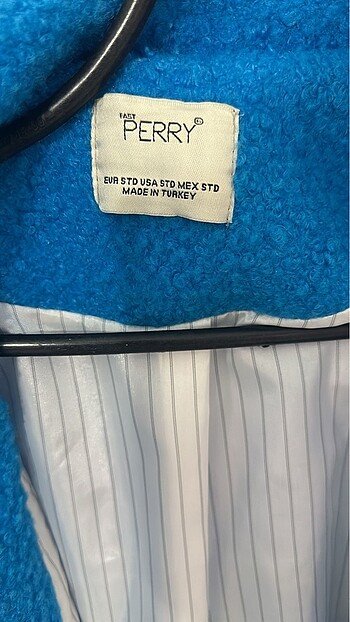 FAST
PERRY
EUR STD USA STD MEX STD
MADE IN TURKEY